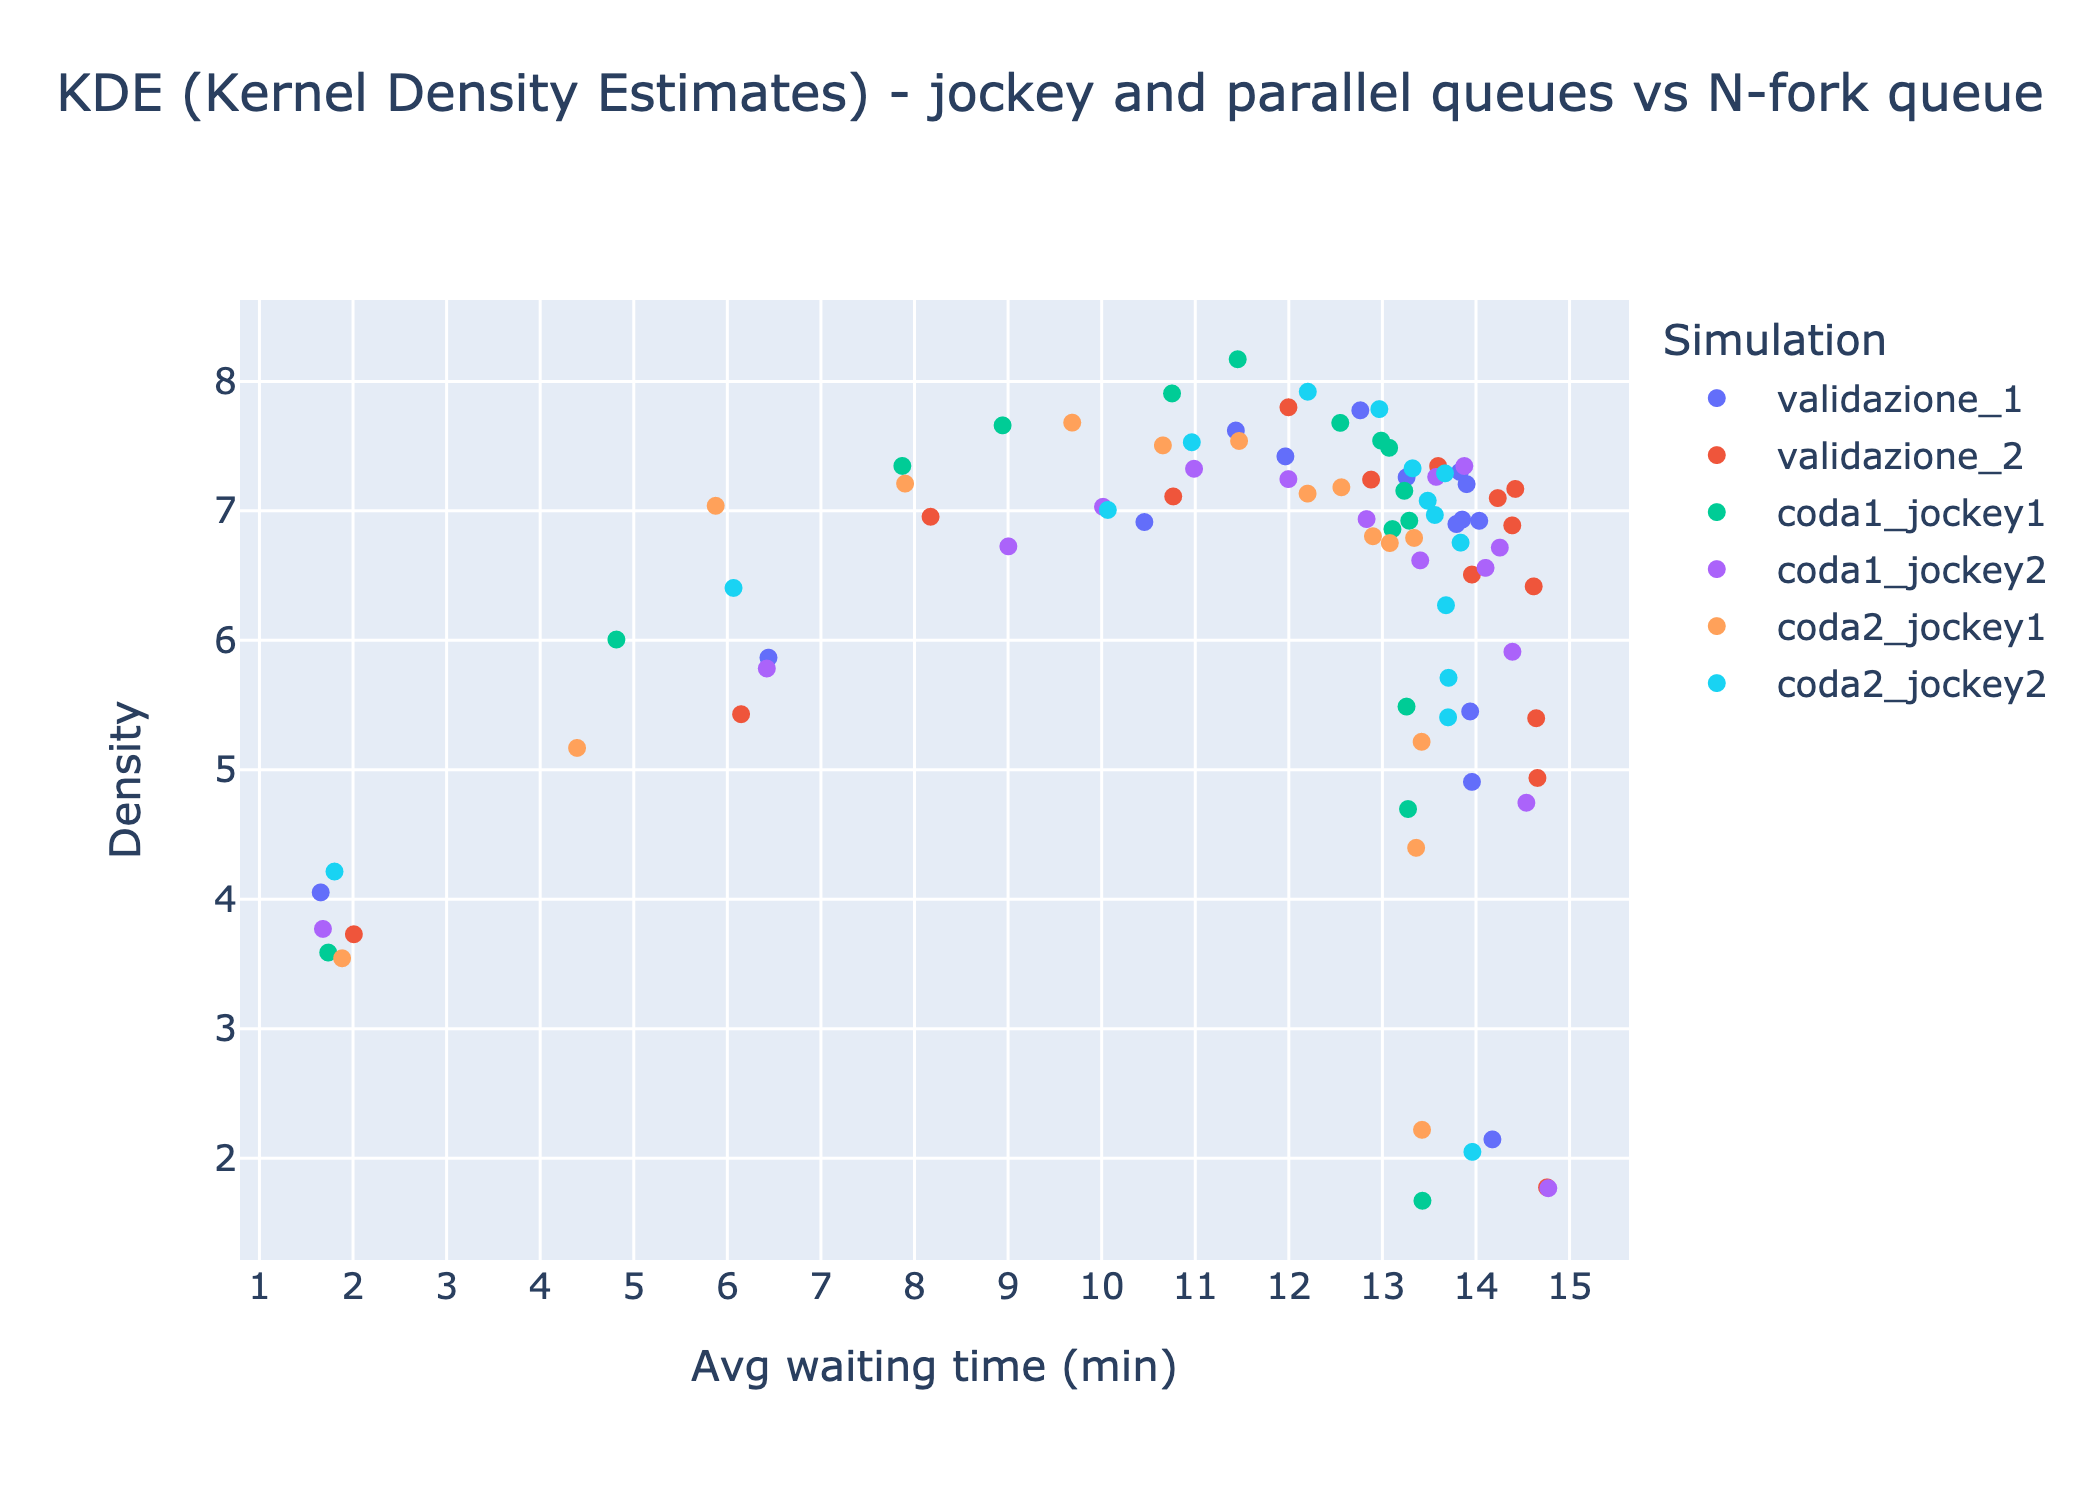 KDE (Kernel Density Estimates) - jockey and parallel queues vs N-fork queue
Simulation
validazione_1
validazione_2
coda1_jockey1
coda1_jockey2
coda2_jockey1
coda2_jockey2
Density
8
7
6
5
4
3
2
1 2 3 4 5 6 7 8 9 10 11 12 13 14 15
Avg waiting time (min)